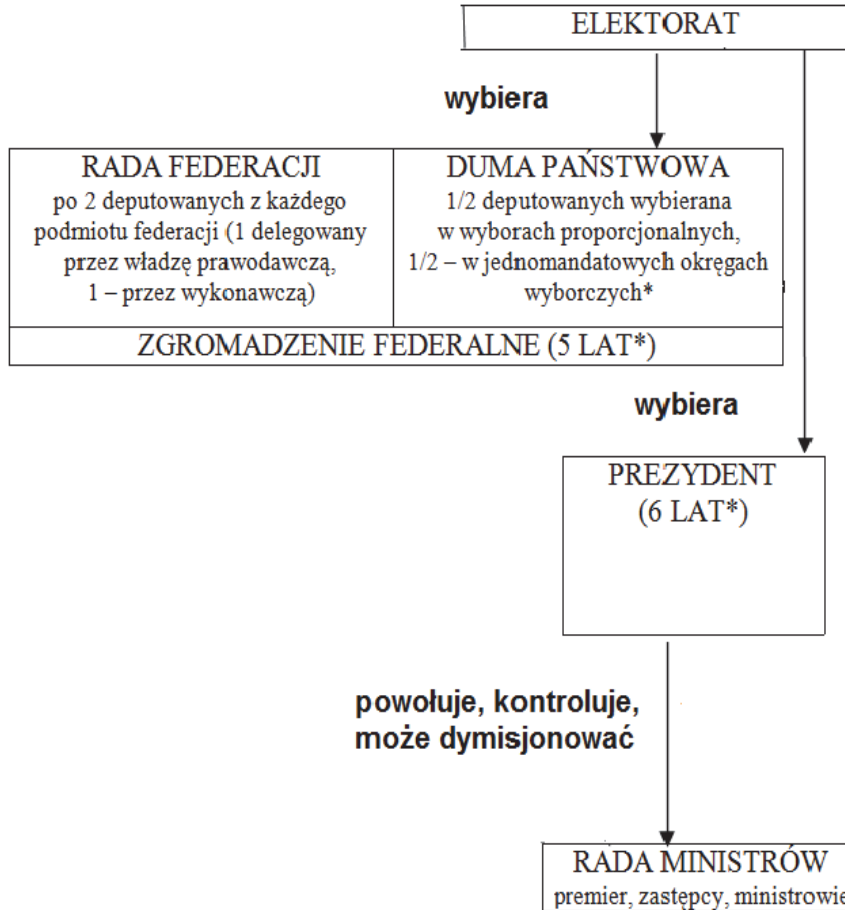 ELEKTORAT
wybiera
RADA FEDERACJI
po 2 deputowanych z każdego
podmiotu federacji (1 delegowany
przez władzę prawodawczą,
1 – przez wykonawczą)
DUMA PAŃSTWOWA
1/2 deputowanych wybierana
w wyborach proporcjonalnych,
1/2 – w jednomandatowych okręgach
wyborczych*
ZGROMADZENIE FEDERALNE (5 LAT*)
wybiera
PREZYDENT
(6 LAT*)
powołuje, kontroluje,
może dymisjonować
RADA MINISTRÓW
premier, zastępcy, ministrowie